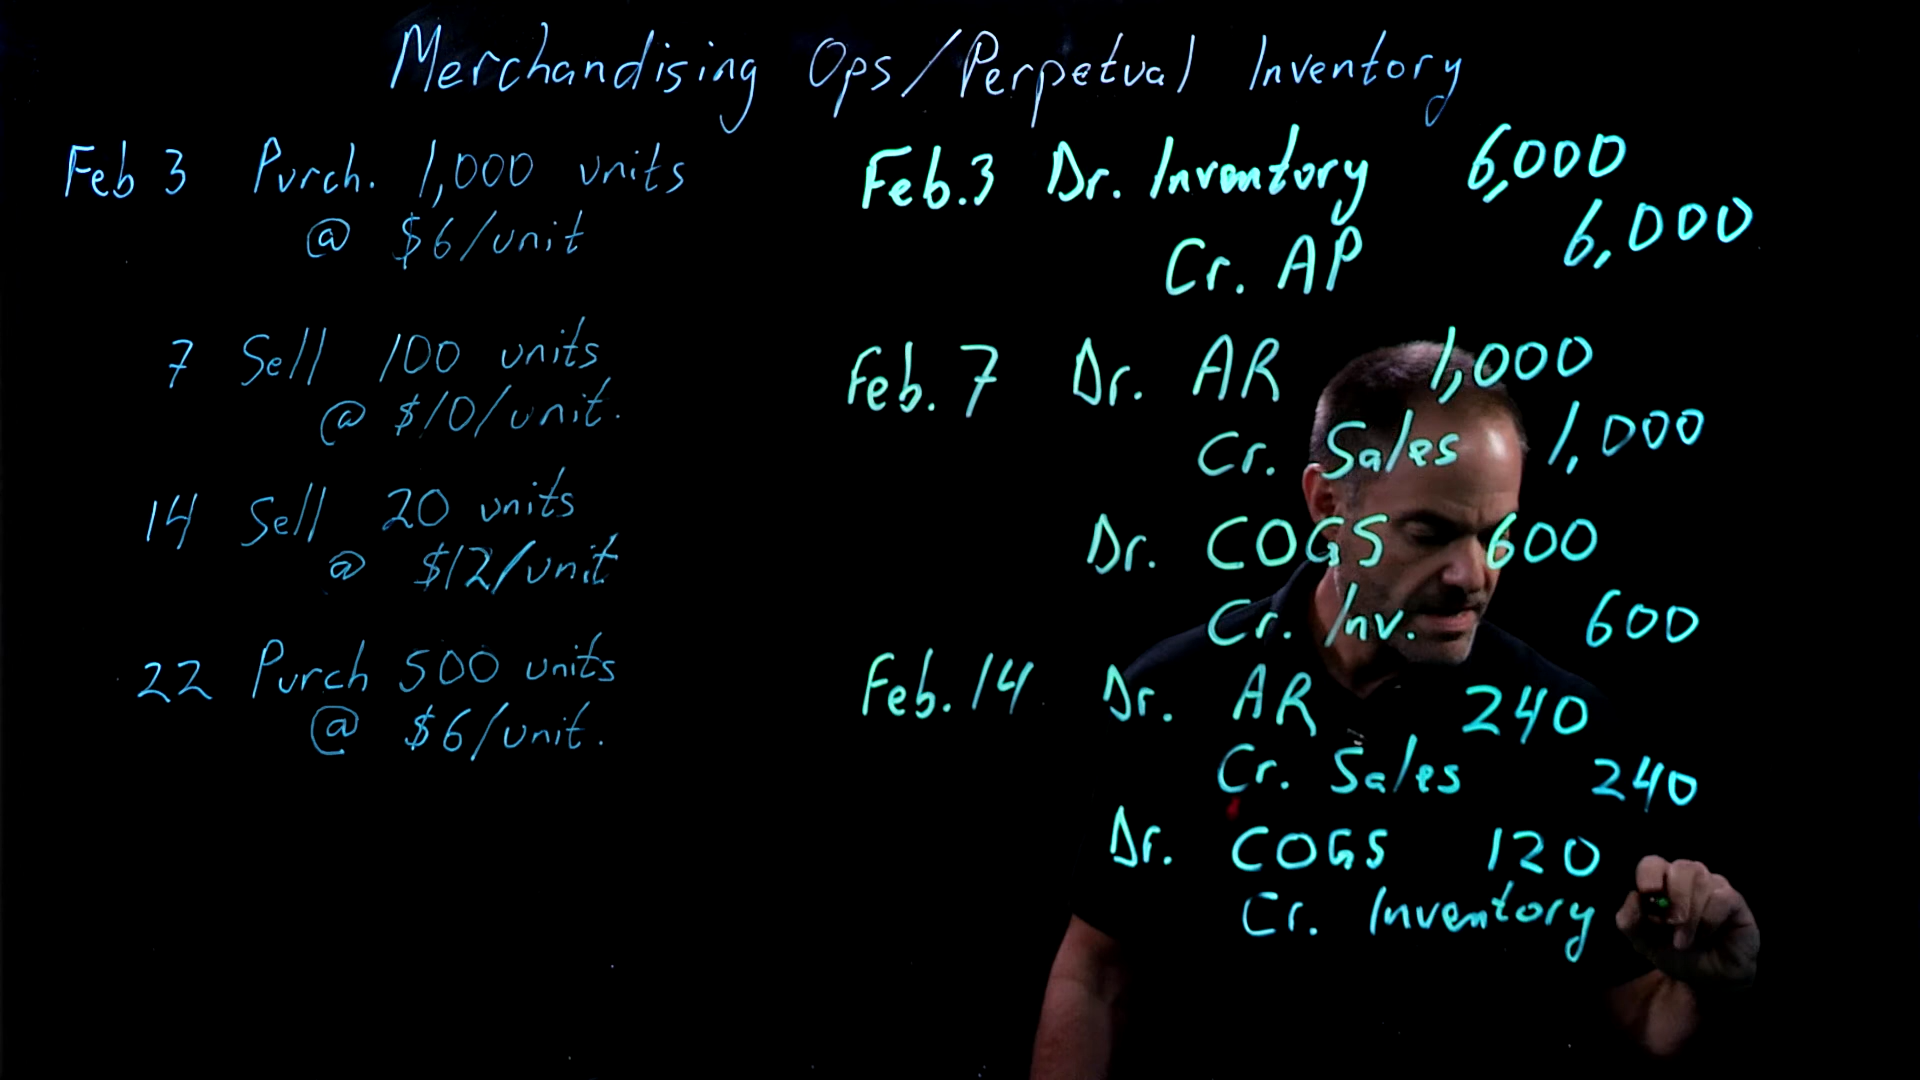 Merchandising Ops/Perpetual Inventory
Feb 3 Purch. 1,000 units
@ $6/unit
7 Sell 100 units
@ $10/unit.
14 Sell 20 units
@ $12/unit
22 Purch 500 units
@ $6/unit.
Feb.3 Dr. Inventory 6,000
Cr. AP 6,000
Feb. 7 Dr. AR 1,000
Cr. Sales 1,000
Dr. COGS 600
Cr. Inv. 600
Feb. 14 Dr. AR 240
Cr. Sales 240
Dr. COGS 120
Cr. Inventory